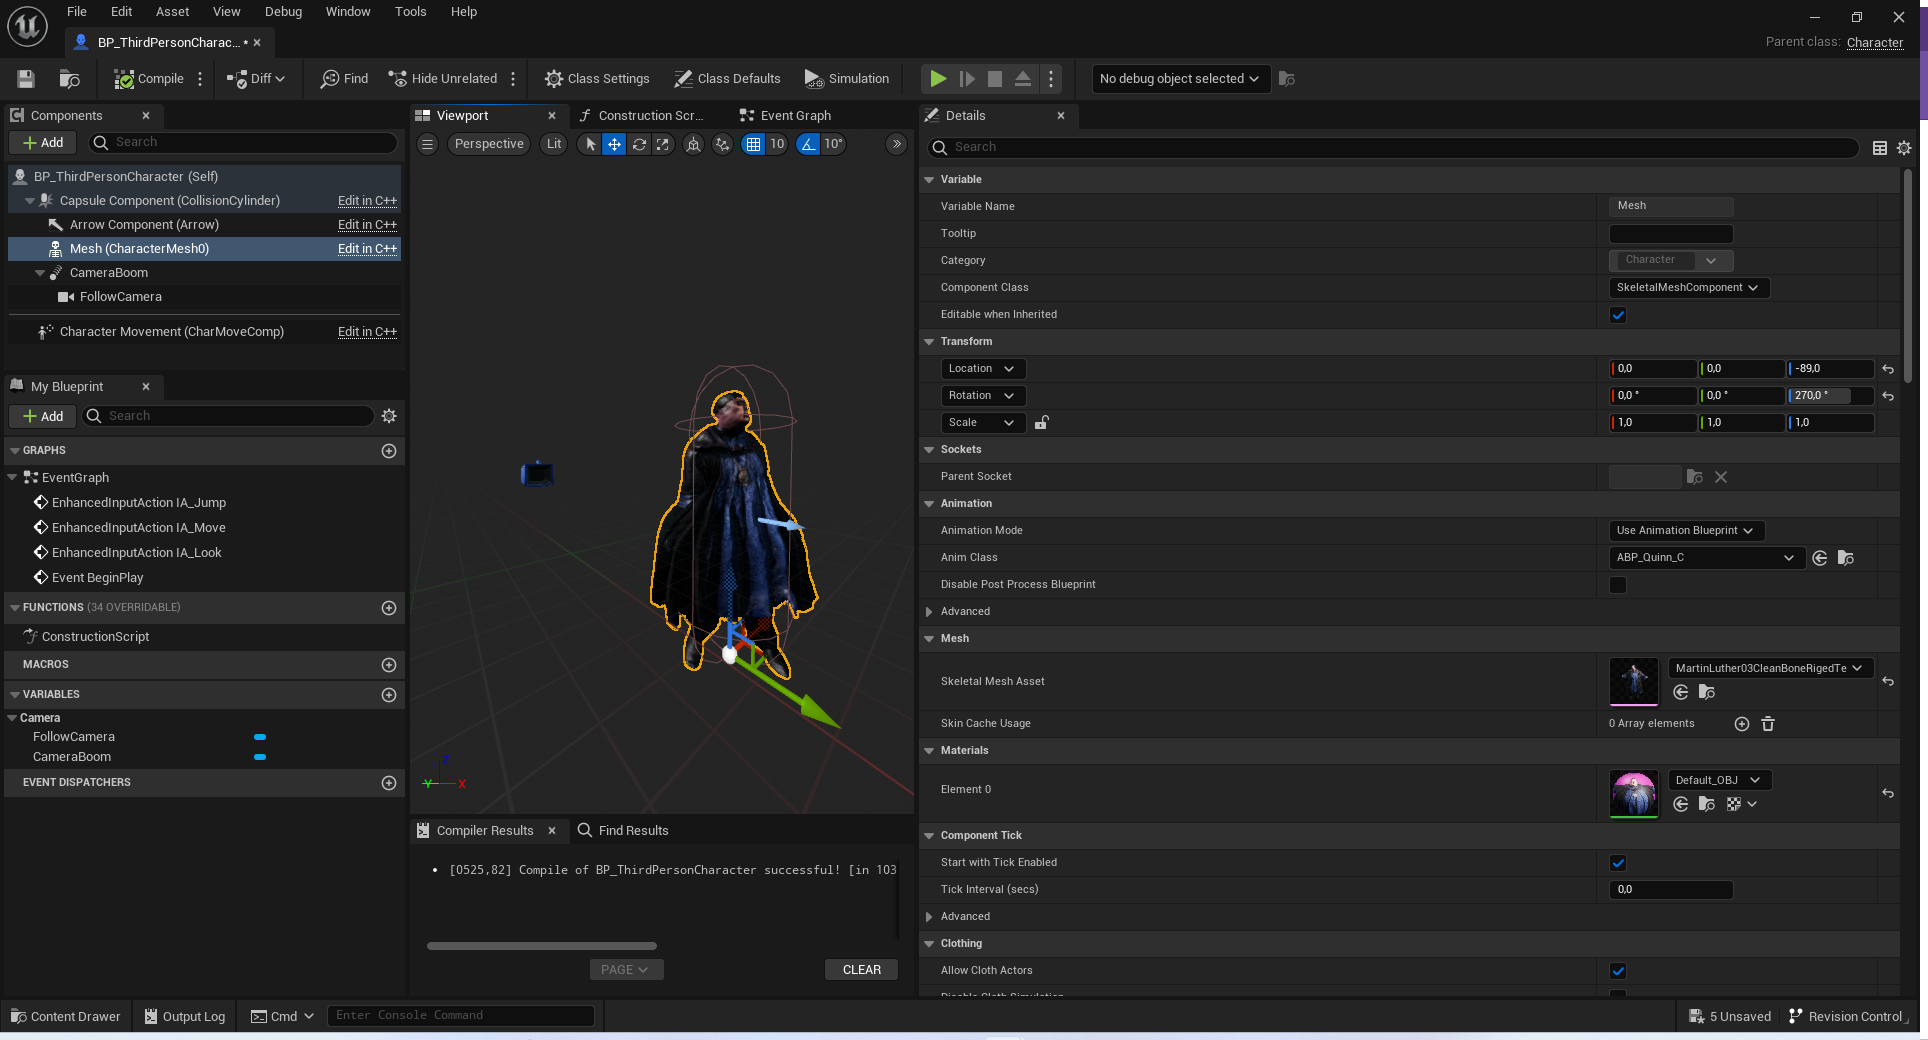 File Edit Asset View Debug Window Tools Help
BP_ThirdPersonCharac... *
Parent class: Character
Compile Diff Find Hide Unrelated Class Settings Class Defaults Simulation No debug object selected
Components
Add Search
BP_ThirdPersonCharacter (Self)
Capsule Component (CollisionCylinder) Edit in C++
Arrow Component (Arrow) Edit in C++
Mesh (CharacterMesh0) Edit in C++
CameraBoom
FollowCamera
Character Movement (CharMoveComp) Edit in C++
My Blueprint
Add Search
GRAPHS
EventGraph
EnhancedInputAction IA_Jump
EnhancedInputAction IA_Move
EnhancedInputAction IA_Look
Event BeginPlay
FUNCTIONS (34 OVERRIDABLE)
ConstructionScript
MACROS
VARIABLES
Camera
FollowCamera
CameraBoom
EVENT DISPATCHERS
Viewport Construction Scr... Event Graph
Perspective Lit 10 10°
Z
Y X
Compiler Results Find Results
• [0525,82] Compile of BP_ThirdPersonCharacter successful! [in 103
PAGE CLEAR
Details
Search
Variable
Variable Name Mesh
Tooltip
Category Character
Component Class SkeletalMeshComponent
Editable when Inherited
Transform
Location 0,0 0,0 -89,0
Rotation 0,0 ° 0,0 ° 270,0 °
Scale 1,0 1,0 1,0
Sockets
Parent Socket
Animation
Animation Mode Use Animation Blueprint
Anim Class ABP_Quinn_C
Disable Post Process Blueprint
Advanced
Mesh
Skeletal Mesh Asset MartinLuther03CleanBoneRigedTe
Skin Cache Usage 0 Array elements
Materials
Element 0 Default_OBJ
Component Tick
Start with Tick Enabled
Tick Interval (secs) 0,0
Advanced
Clothing
Allow Cloth Actors
Disable Cloth Simulation
Content Drawer Output Log Cmd Enter Console Command 5 Unsaved Revision Control